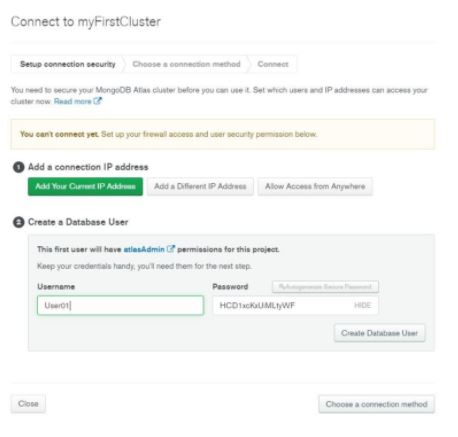 Connect to myFirstCluster
Setup connection security
Choose a connection method
Connect
You need to secure your MongoDB Atlas cluster before you can use it. Set which users and IP addresses can access your
cluster now. Read more
You can't connect yet. Set up your firewall access and user security permission below.
1 Add a connection IP address
Add Your Current IP Address
Add a Different IP Address
Allow Access from Anywhere
2 Create a Database User
This first user will have atlasAdmin permissions for this project.
Keep your credentials handy, you'll need them for the next step.
Username
Password
Autogenerate Secure Password
User01
HIDE
Create Database User
Close
Choose a connection method